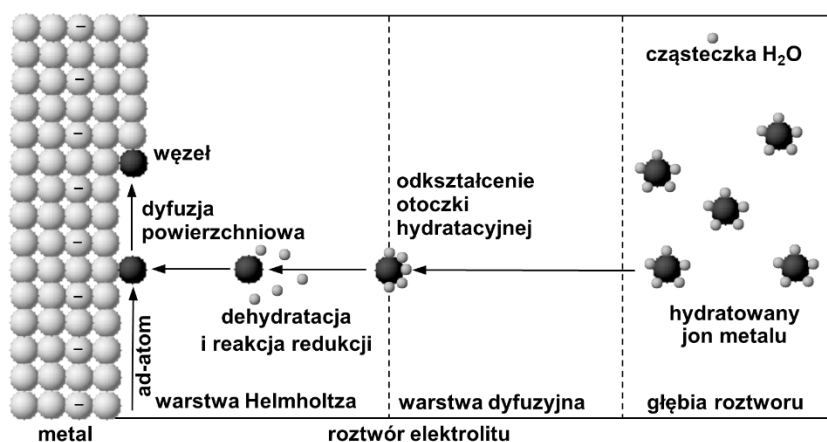 cząsteczka H₂O
węzeł
odkształcenie
otoczki
hydratacyjnej
dyfuzja
powierzchniowa
dehydratacja
i reakcja redukcji
hydratowany
jon metalu
ad-atom
warstwa Helmholtza
warstwa dyfuzyjna
głębia roztworu
metal
roztwór elektrolitu
–
–
–
–
–
–